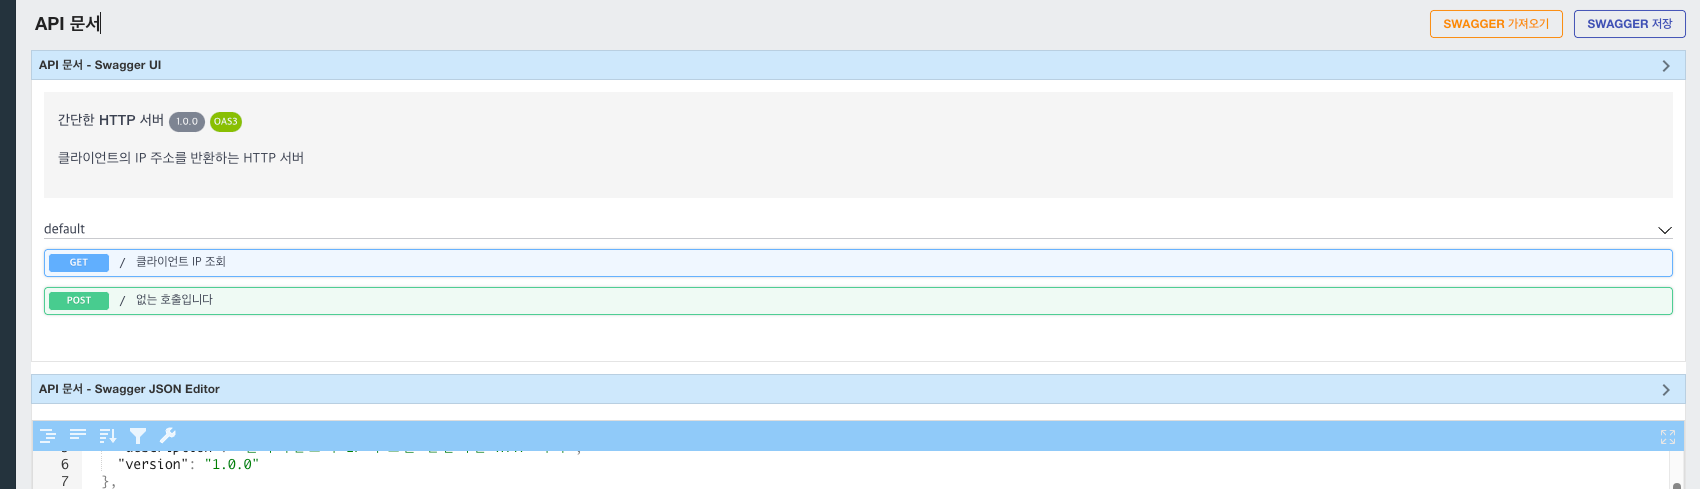 API 문서
SWAGGER 가져오기
SWAGGER 저장
API 문서 - Swagger UI
간단한 HTTP 서버 1.0.0 OAS3
클라이언트의 IP 주소를 반환하는 HTTP 서버
default
GET / 클라이언트 IP 조회
POST / 없는 호출입니다
API 문서 - Swagger JSON Editor
6 "version": "1.0.0"
7 },